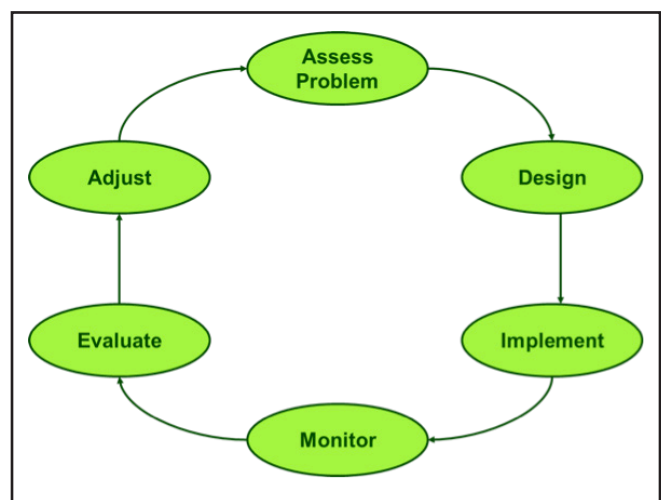 Assess
Problem
Design
Implement
Monitor
Evaluate
Adjust